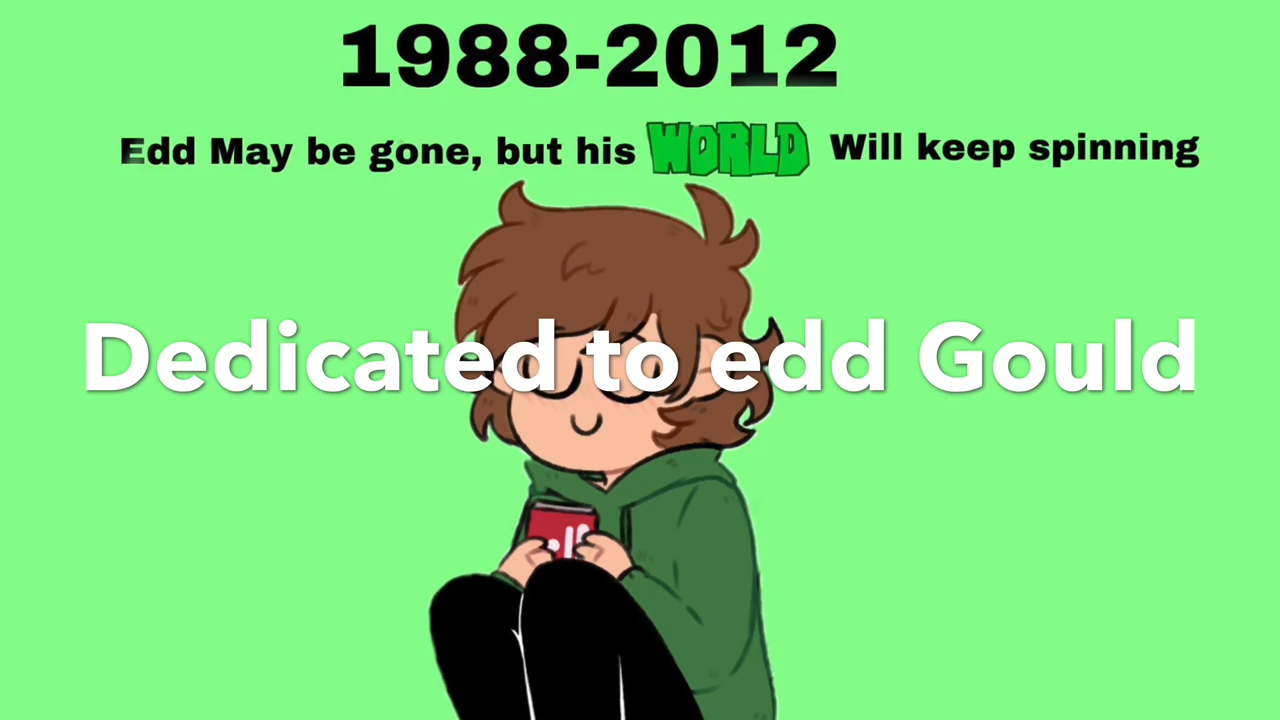 1988-2012
Edd May be gone, but his WORLD Will keep spinning
Dedicated to edd Gould